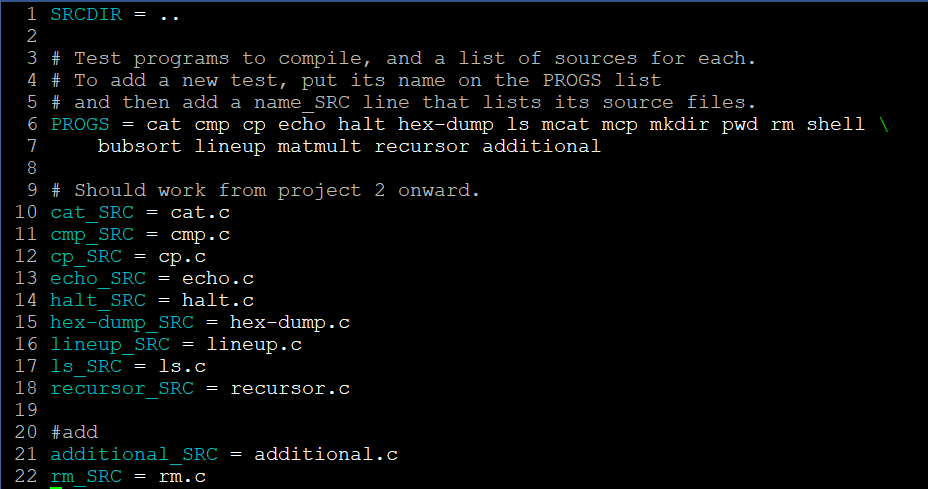 1 SRCDIR = ..
2
3 # Test programs to compile, and a list of sources for each.
4 # To add a new test, put its name on the PROGS list
5 # and then add a name_SRC line that lists its source files.
6 PROGS = cat cmp cp echo halt hex-dump ls mcat mcp mkdir pwd rm shell \
7     bubsort lineup matmult recursor additional
8
9 # Should work from project 2 onward.
10 cat_SRC = cat.c
11 cmp_SRC = cmp.c
12 cp_SRC = cp.c
13 echo_SRC = echo.c
14 halt_SRC = halt.c
15 hex-dump_SRC = hex-dump.c
16 lineup_SRC = lineup.c
17 ls_SRC = ls.c
18 recursor_SRC = recursor.c
19
20 #add
21 additional_SRC = additional.c
22 rm_SRC = rm.c